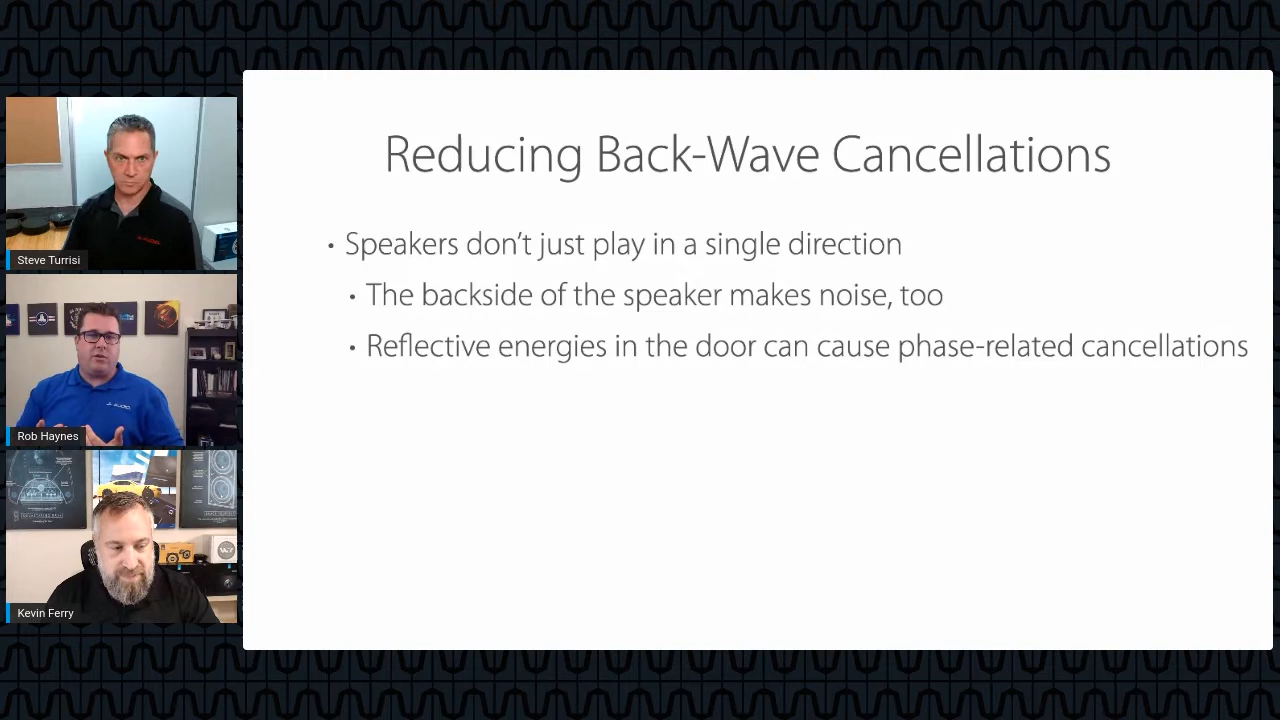 Reducing Back-Wave Cancellations
• Speakers don't just play in a single direction
• The backside of the speaker makes noise, too
• Reflective energies in the door can cause phase-related cancellations
Steve Turrisi
Rob Haynes
Kevin Ferry